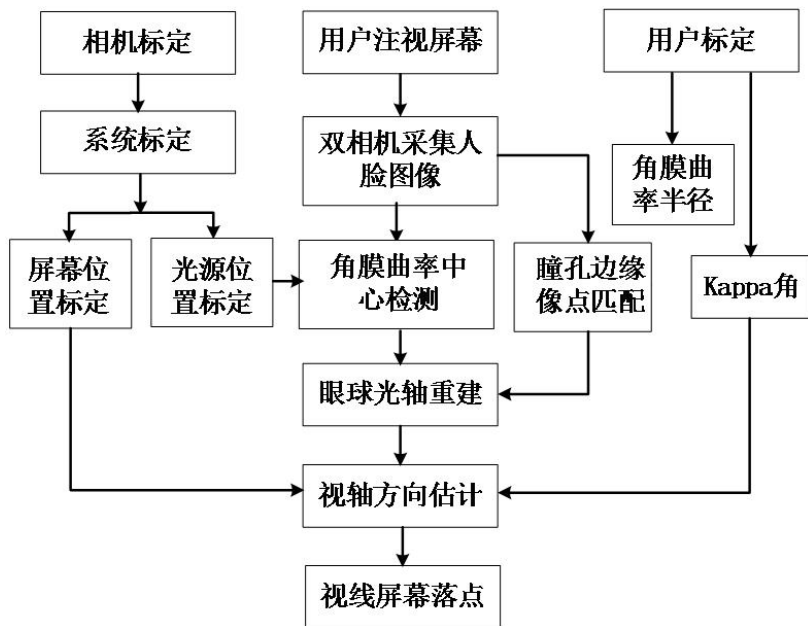 相机标定
用户注视屏幕
用户标定
系统标定
双相机采集人
脸图像
角膜曲
率半径
屏幕位
置标定
光源位
置标定
角膜曲率中
心检测
瞳孔边缘
像点匹配
Kappa角
眼球光轴重建
视轴方向估计
视线屏幕落点